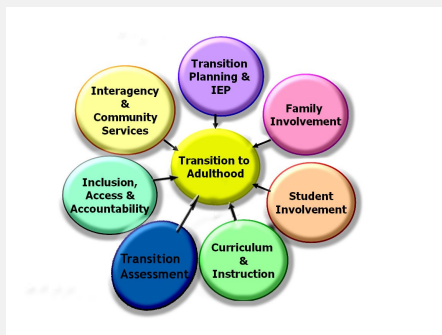 Transition
Planning &
IEP
Family
Involvement
Student
Involvement
Curriculum
&
Instruction
Transition
Assessment
Inclusion,
Access &
Accountability
Interagency
&
Community
Services
Transition to
Adulthood